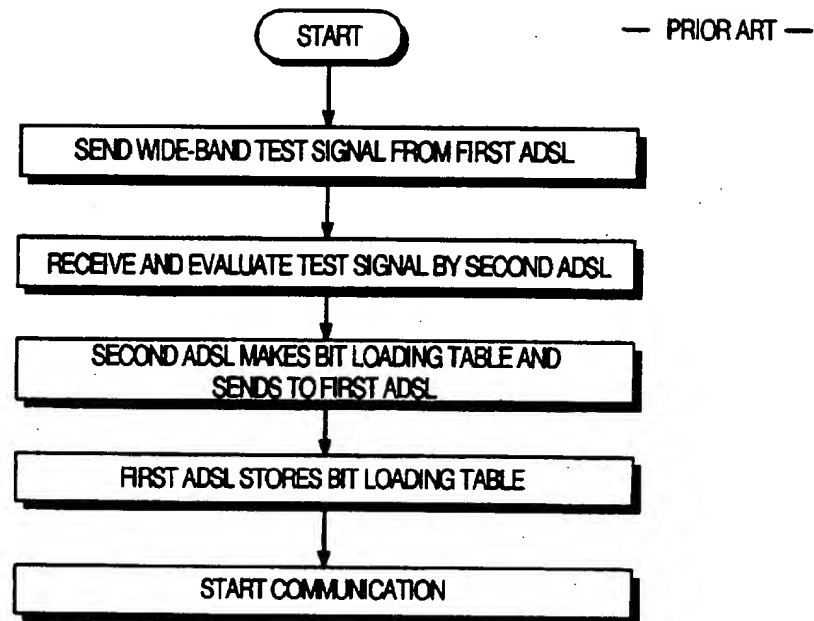 START
— PRIOR ART —
SEND WIDE-BAND TEST SIGNAL FROM FIRST ADSL
RECEIVE AND EVALUATE TEST SIGNAL BY SECOND ADSL
SECOND ADSL MAKES BIT LOADING TABLE AND
SENDS TO FIRST ADSL
FIRST ADSL STORES BIT LOADING TABLE
START COMMUNICATION